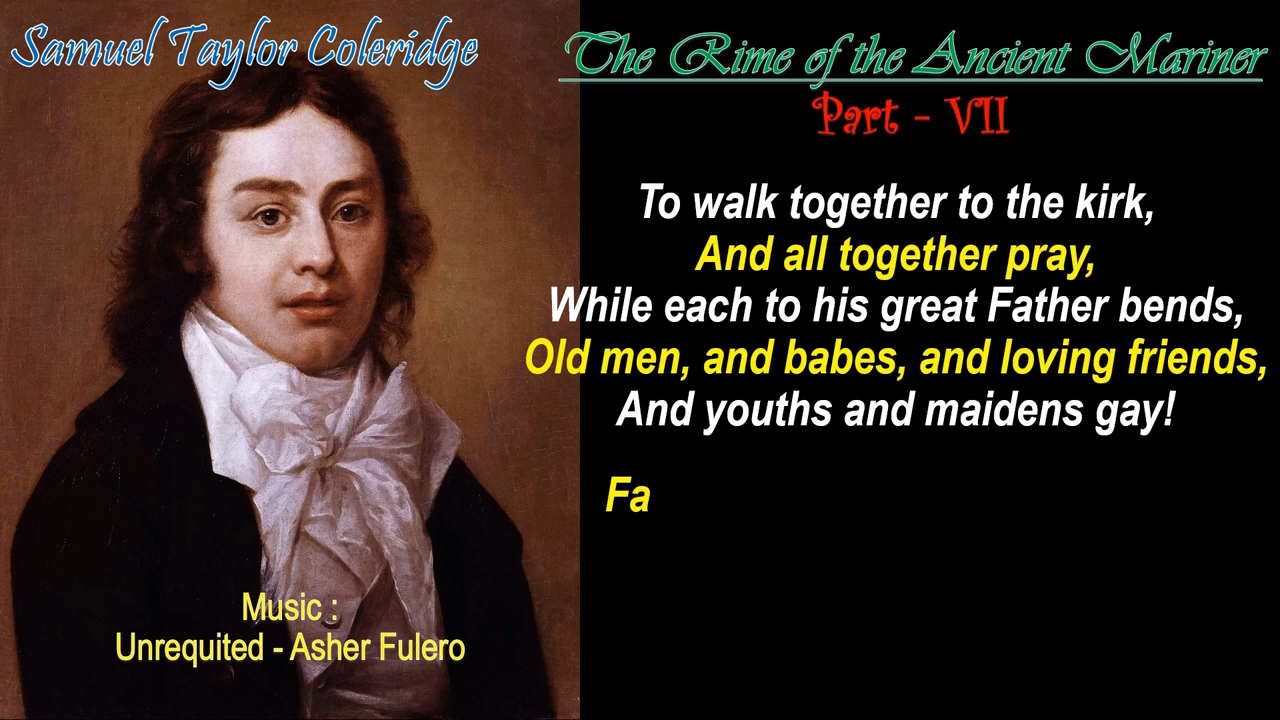 Samuel Taylor Coleridge
The Rime of the Ancient Mariner
Part - VII
To walk together to the kirk,
And all together pray,
While each to his great Father bends,
Old men, and babes, and loving friends,
And youths and maidens gay!
Fa
Music :
Unrequited - Asher Fulero